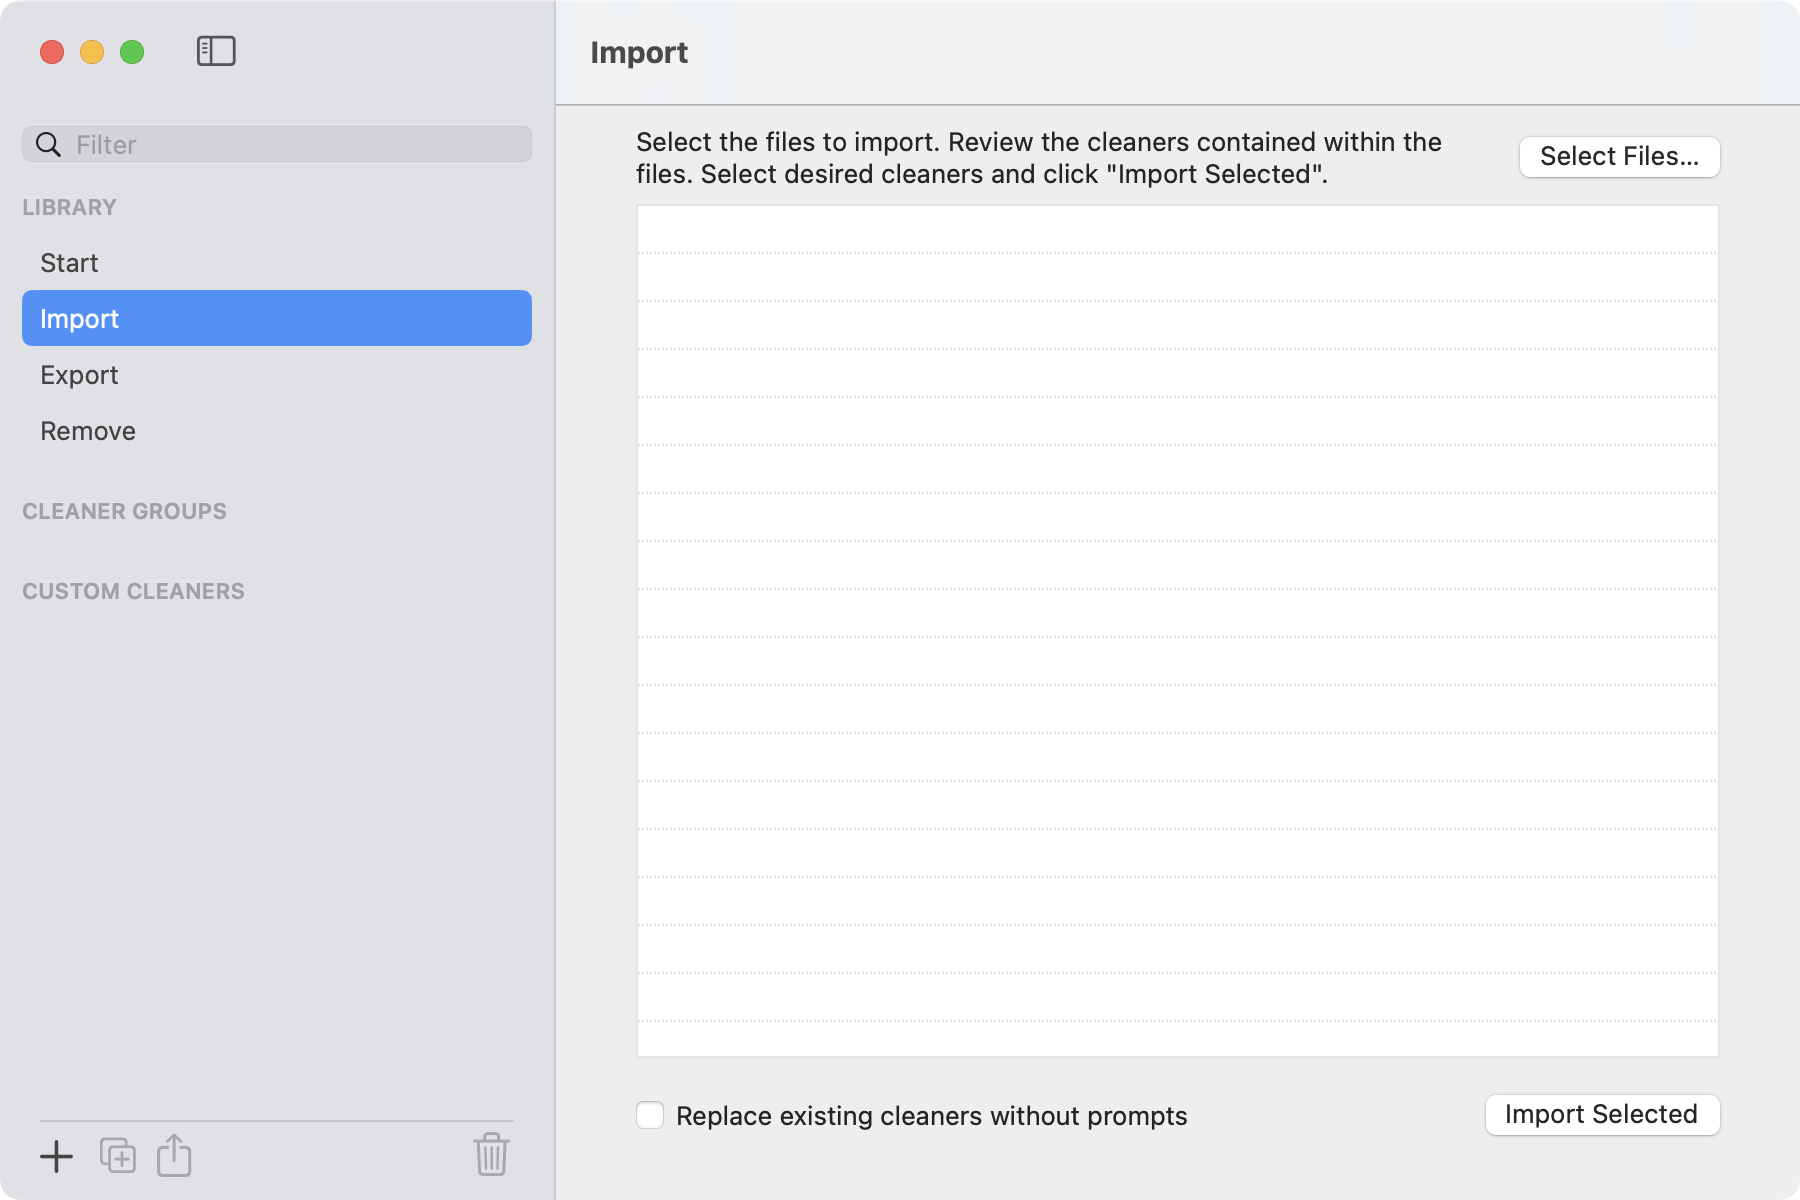 Import
Filter
LIBRARY
Start
Import
Export
Remove
CLEANER GROUPS
CUSTOM CLEANERS
Select the files to import. Review the cleaners contained within the
files. Select desired cleaners and click "Import Selected".
Select Files...
Replace existing cleaners without prompts
Import Selected